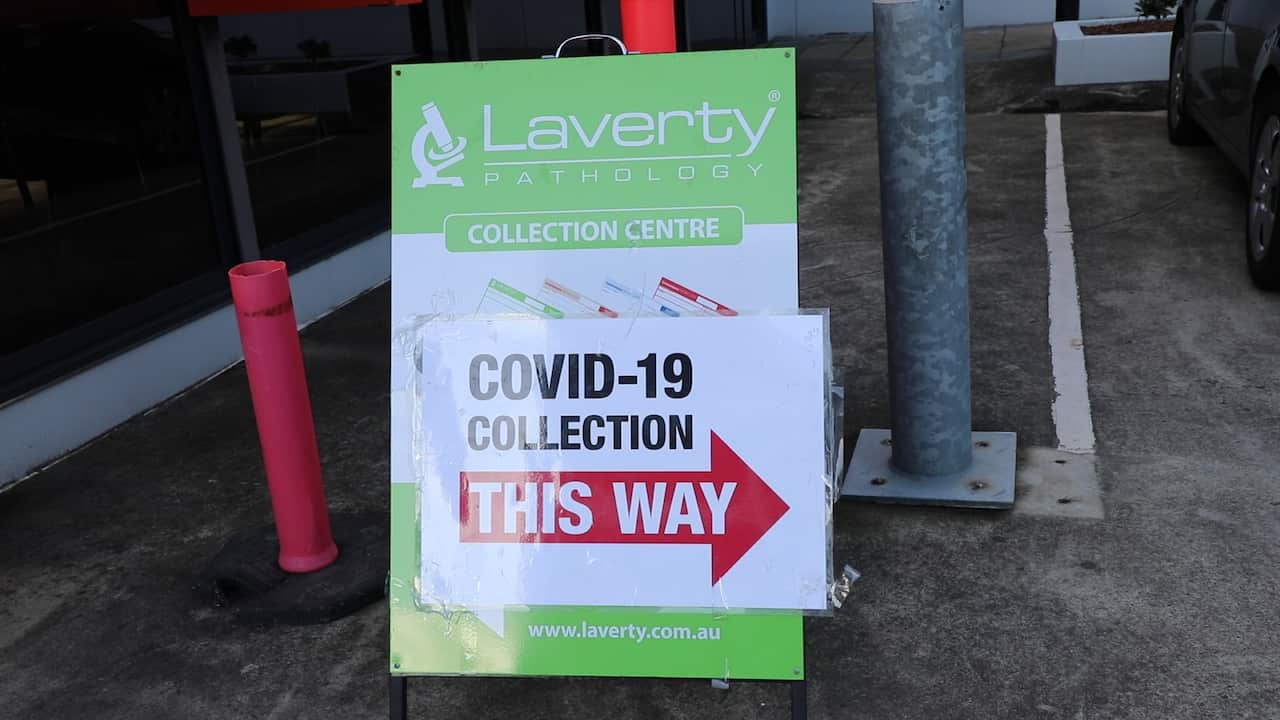 Laverty®
PATHOLOGY
COLLECTION CENTRE
COVID-19
COLLECTION
THIS WAY
www.laverty.com.au